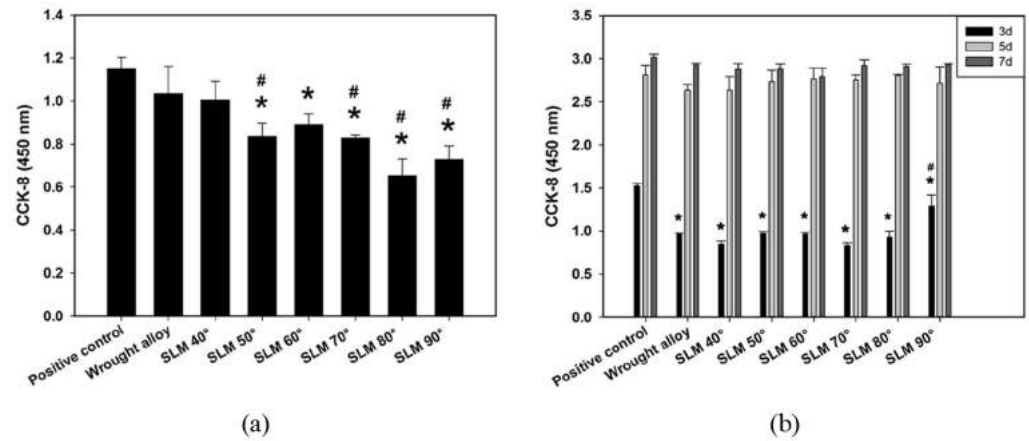 1.4
1.2
1.0
0.8
0.6
0.4
0.2
0.0
CCK-8 (450 nm)
#
*
*
#
*
#
*
#
*
Positive control
Wrought alloy
SLM 40°
SLM 50°
SLM 60°
SLM 70°
SLM 80°
SLM 90°
(a)
3.5
3.0
2.5
2.0
1.5
1.0
0.5
0.0
CCK-8 (450 nm)
3d
5d
7d
*
*
*
*
*
*
#
*
Positive control
Wrought alloy
SLM 40°
SLM 50°
SLM 60°
SLM 70°
SLM 80°
SLM 90°
(b)